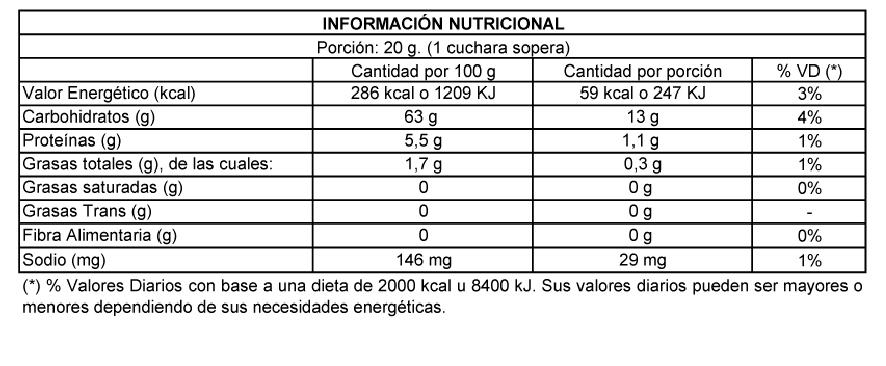 INFORMACIÓN NUTRICIONAL
Porción: 20 g. (1 cuchara sopera)
Cantidad por 100 g Cantidad por porción % VD (*)
Valor Energético (kcal) 286 kcal o 1209 KJ 59 kcal o 247 KJ 3%
Carbohidratos (g) 63 g 13 g 4%
Proteínas (g) 5,5 g 1,1 g 1%
Grasas totales (g), de las cuales: 1,7 g 0,3 g 1%
Grasas saturadas (g) 0 0 g 0%
Grasas Trans (g) 0 0 g -
Fibra Alimentaria (g) 0 0 g 0%
Sodio (mg) 146 mg 29 mg 1%
(*) % Valores Diarios con base a una dieta de 2000 kcal u 8400 kJ. Sus valores diarios pueden ser mayores o
menores dependiendo de sus necesidades energéticas.